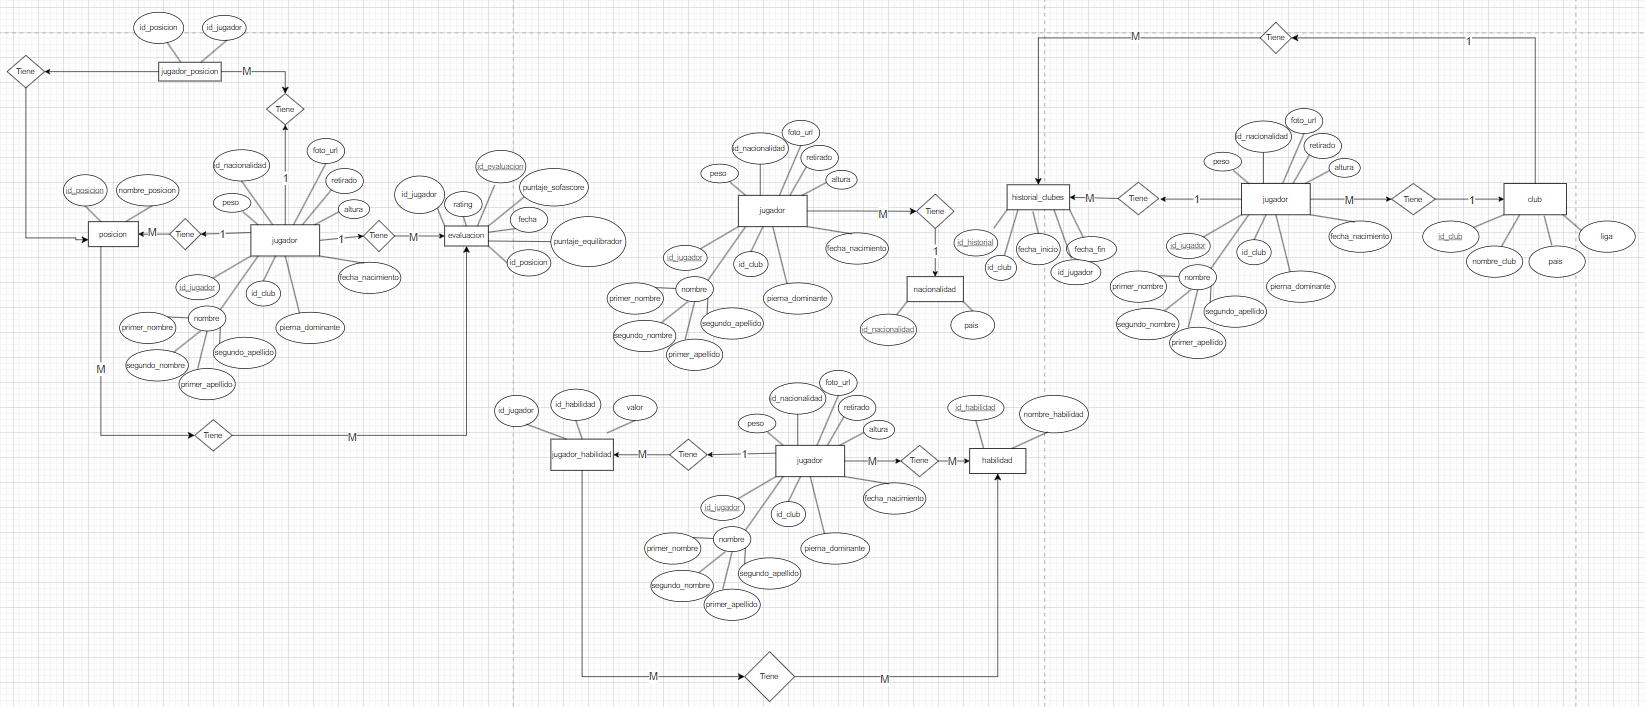 id_posicion
id_jugador
Tiene
jugador_posicion
M
Tiene
1
id_nacionalidad
foto_url
retirado
peso
altura
id_posicion
nombre_posicion
posicion
M
Tiene
1
jugador
1
Tiene
M
evaluacion
id_jugador
rating
id_evaluacion
puntaje_sofascore
fecha
puntaje_equilibrador
id_posicion
id_jugador
id_club
fecha_nacimiento
nombre
primer_nombre
segundo_nombre
primer_apellido
segundo_apellido
pierna_dominante
M
Tiene
M
foto_url
id_nacionalidad
retirado
peso
altura
jugador
M
Tiene
1
nacionalidad
id_nacionalidad
pais
id_jugador
id_club
fecha_nacimiento
nombre
primer_nombre
segundo_nombre
primer_apellido
segundo_apellido
pierna_dominante
M
Tiene
1
historial_clubes
M
Tiene
1
id_historial
id_club
fecha_inicio
fecha_fin
id_jugador
foto_url
id_nacionalidad
retirado
peso
altura
jugador
M
Tiene
1
club
id_club
nombre_club
pais
liga
id_jugador
id_club
fecha_nacimiento
nombre
primer_nombre
segundo_nombre
primer_apellido
segundo_apellido
pierna_dominante
id_jugador
id_habilidad
valor
jugador_habilidad
M
Tiene
1
foto_url
id_nacionalidad
retirado
peso
altura
jugador
M
Tiene
M
habilidad
id_habilidad
nombre_habilidad
id_jugador
id_club
fecha_nacimiento
nombre
primer_nombre
segundo_nombre
primer_apellido
segundo_apellido
pierna_dominante
M
Tiene
M